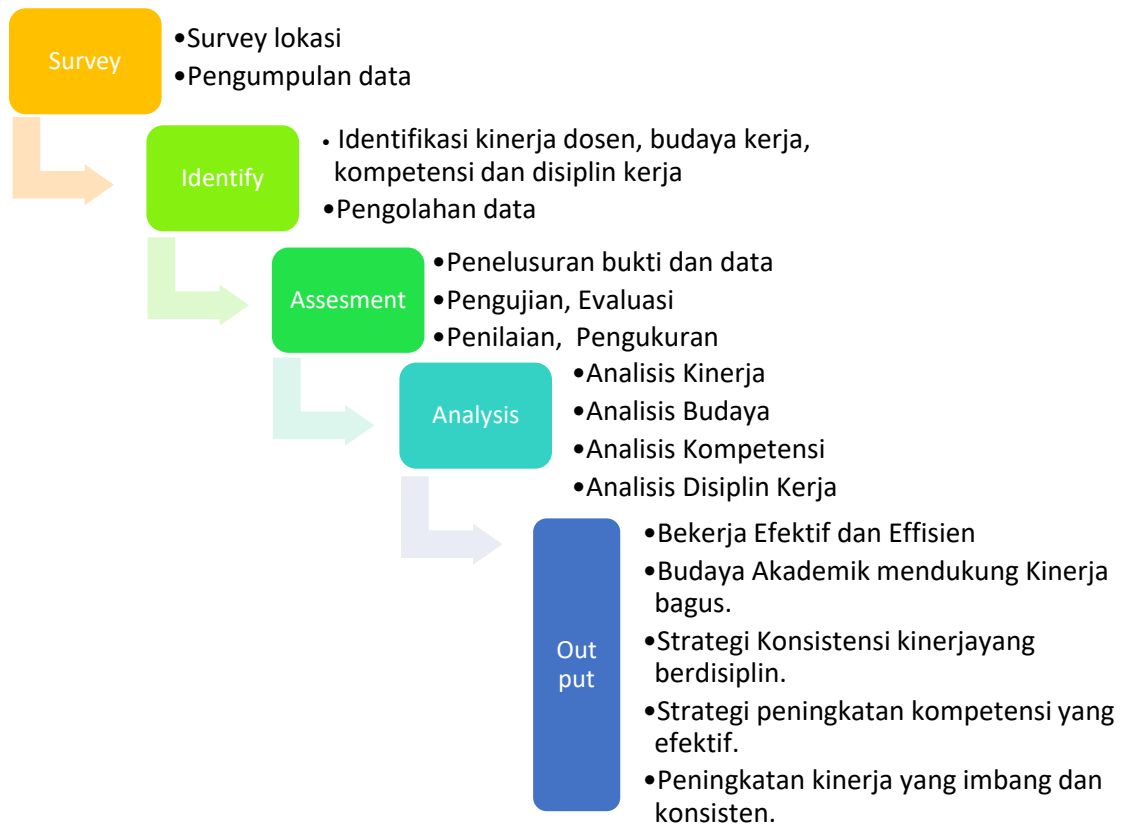 Survey
•Survey lokasi
•Pengumpulan data
Identify
• Identifikasi kinerja dosen, budaya kerja,
kompetensi dan disiplin kerja
•Pengolahan data
Assesment
•Penelusuran bukti dan data
•Pengujian, Evaluasi
•Penilaian, Pengukuran
Analysis
•Analisis Kinerja
•Analisis Budaya
•Analisis Kompetensi
•Analisis Disiplin Kerja
Out
put
•Bekerja Efektif dan Effisien
•Budaya Akademik mendukung Kinerja
bagus.
•Strategi Konsistensi kinerjayang
berdisiplin.
•Strategi peningkatan kompetensi yang
efektif.
•Peningkatan kinerja yang imbang dan
konsisten.